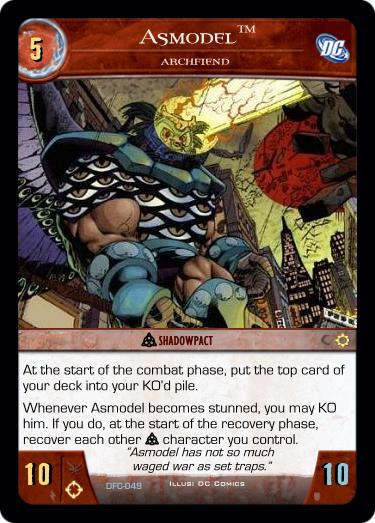 5
Asmodel™
DC
ARCHFIEND
SHADOWPACT
At the start of the combat phase, put the top card of
your deck into your KO'd pile.
Whenever Asmodel becomes stunned, you may KO
him. If you do, at the start of the recovery phase,
recover each other character you control.
"Asmodel has not so much
waged war as set traps."
10
DFC-049
ILLUS: DC COMICS
10